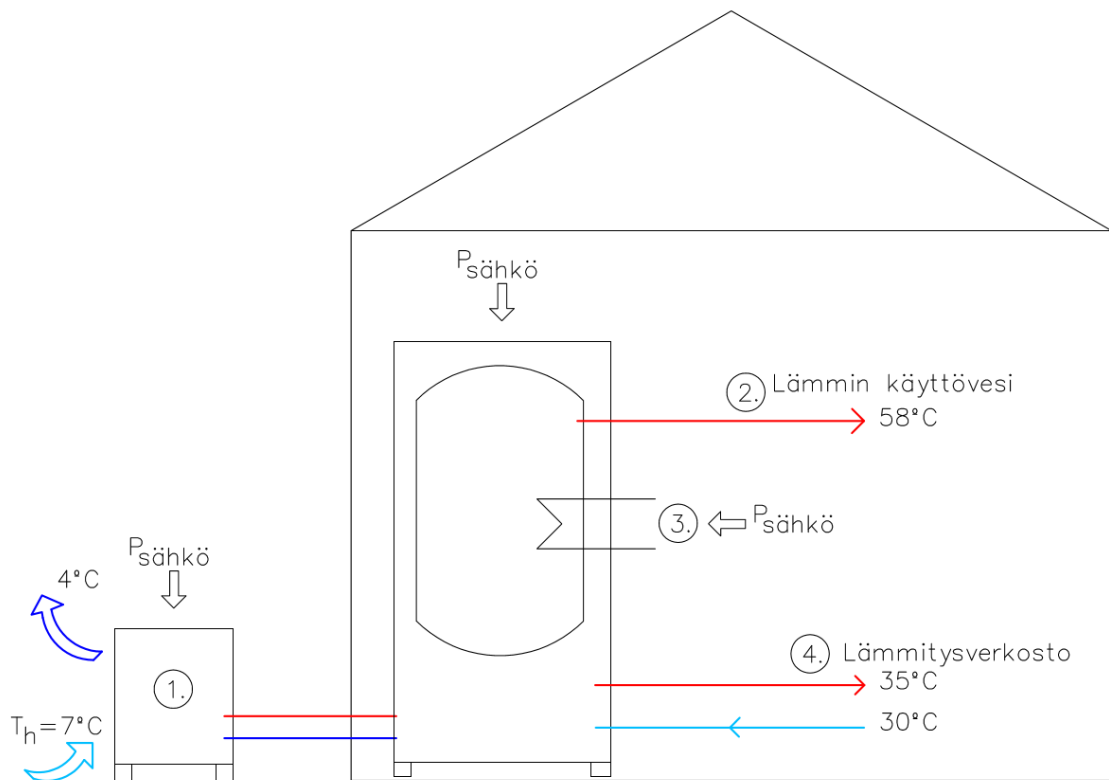 Psähkö
2. Lämmin käyttövesi
58°C
3. Psähkö
Psähkö
4°C
1.
Th=7°C
4. Lämmitysverkosto
35°C
30°C